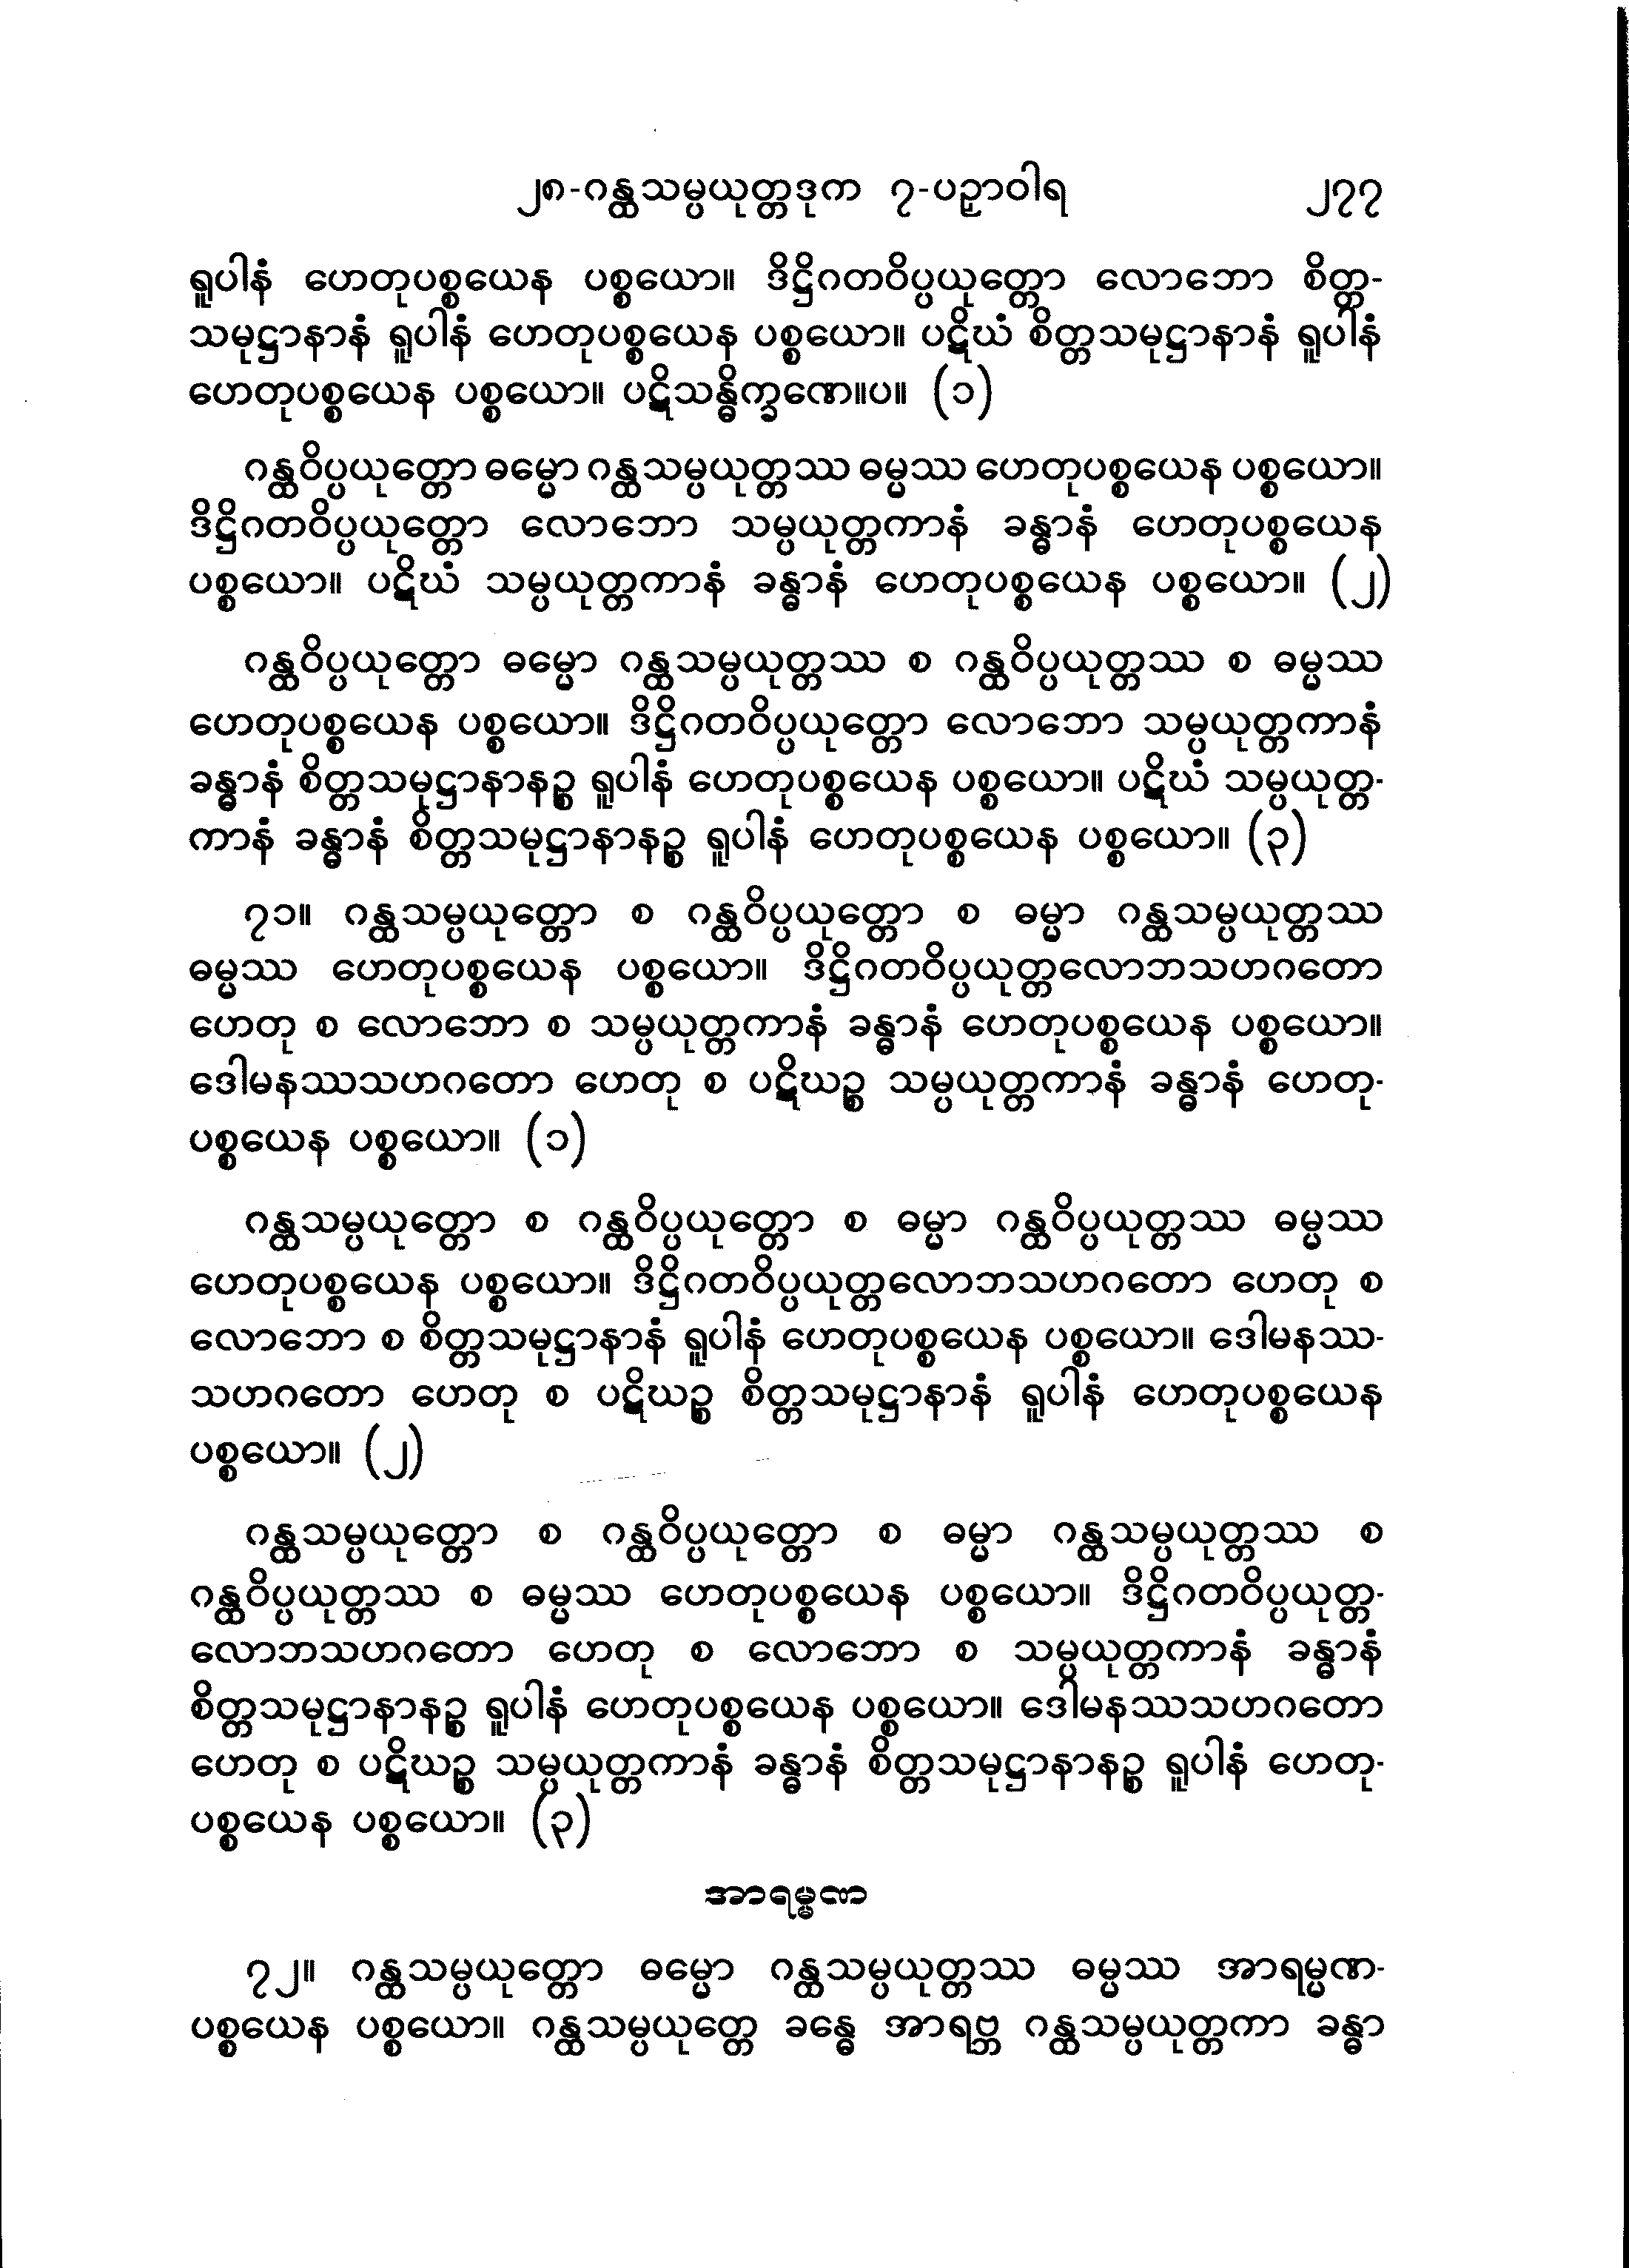 ၂၈-ဂန္ထသမ္ပယုတ္တဒုက ၇-ပဉှာဝါရ ၂၇၇
ရူပါနံ ဟေတုပစ္စယေန ပစ္စယော။ ဒိဋ္ဌိဂတဝိပ္ပယုတ္တော လောဘော စိတ္တ-
သမုဋ္ဌာနာနံ ရူပါနံ ဟေတုပစ္စယေန ပစ္စယော။ ပဋိဃံ စိတ္တသမုဋ္ဌာနာနံ ရူပါနံ
ဟေတုပစ္စယေန ပစ္စယော။ ပဋိသန္ဓိက္ခဏေ။ပ။ (၁)
ဂန္ထဝိပ္ပယုတ္တော ဓမ္မော ဂန္ထသမ္ပယုတ္တဿ ဓမ္မဿ ဟေတုပစ္စယေန ပစ္စယော။
ဒိဋ္ဌိဂတဝိပ္ပယုတ္တော လောဘော သမ္ပယုတ္တကာနံ ခန္ဓာနံ ဟေတုပစ္စယေန
ပစ္စယော။ ပဋိဃံ သမ္ပယုတ္တကာနံ ခန္ဓာနံ ဟေတုပစ္စယေန ပစ္စယော။ (၂)
ဂန္ထဝိပ္ပယုတ္တော ဓမ္မော ဂန္ထသမ္ပယုတ္တဿ စ ဂန္ထဝိပ္ပယုတ္တဿ စ ဓမ္မဿ
ဟေတုပစ္စယေန ပစ္စယော။ ဒိဋ္ဌိဂတဝိပ္ပယုတ္တော လောဘော သမ္ပယုတ္တကာနံ
ခန္ဓာနံ စိတ္တသမုဋ္ဌာနာနဉ္စ ရူပါနံ ဟေတုပစ္စယေန ပစ္စယော။ ပဋိဃံ သမ္ပယုတ္တ-
ကာနံ ခန္ဓာနံ စိတ္တသမုဋ္ဌာနာနဉ္စ ရူပါနံ ဟေတုပစ္စယေန ပစ္စယော။ (၃)
၇၁။ ဂန္ထသမ္ပယုတ္တော စ ဂန္ထဝိပ္ပယုတ္တော စ ဓမ္မာ ဂန္ထသမ္ပယုတ္တဿ
ဓမ္မဿ ဟေတုပစ္စယေန ပစ္စယော။ ဒိဋ္ဌိဂတဝိပ္ပယုတ္တလောဘသဟဂတော
ဟေတု စ လောဘော စ သမ္ပယုတ္တကာနံ ခန္ဓာနံ ဟေတုပစ္စယေန ပစ္စယော။
ဒေါမနဿသဟဂတော ဟေတု စ ပဋိဃဉ္စ သမ္ပယုတ္တကာနံ ခန္ဓာနံ ဟေတု-
ပစ္စယေန ပစ္စယော။ (၁)
ဂန္ထသမ္ပယုတ္တော စ ဂန္ထဝိပ္ပယုတ္တော စ ဓမ္မာ ဂန္ထဝိပ္ပယုတ္တဿ ဓမ္မဿ
ဟေတုပစ္စယေန ပစ္စယော။ ဒိဋ္ဌိဂတဝိပ္ပယုတ္တလောဘသဟဂတော ဟေတု စ
လောဘော စ စိတ္တသမုဋ္ဌာနာနံ ရူပါနံ ဟေတုပစ္စယေန ပစ္စယော။ ဒေါမနဿ-
သဟဂတော ဟေတု စ ပဋိဃဉ္စ စိတ္တသမုဋ္ဌာနာနံ ရူပါနံ ဟေတုပစ္စယေန
ပစ္စယော။ (၂)
ဂန္ထသမ္ပယုတ္တော စ ဂန္ထဝိပ္ပယုတ္တော စ ဓမ္မာ ဂန္ထသမ္ပယုတ္တဿ စ
ဂန္ထဝိပ္ပယုတ္တဿ စ ဓမ္မဿ ဟေတုပစ္စယေန ပစ္စယော။ ဒိဋ္ဌိဂတဝိပ္ပယုတ္တ-
လောဘသဟဂတော ဟေတု စ လောဘော စ သမ္ပယုတ္တကာနံ ခန္ဓာနံ
စိတ္တသမုဋ္ဌာနာနဉ္စ ရူပါနံ ဟေတုပစ္စယေန ပစ္စယော။ ဒေါမနဿသဟဂတော
ဟေတု စ ပဋိဃဉ္စ သမ္ပယုတ္တကာနံ ခန္ဓာနံ စိတ္တသမုဋ္ဌာနာနဉ္စ ရူပါနံ ဟေတု-
ပစ္စယေန ပစ္စယော။ (၃)
အာရမ္မဏ
၇၂။ ဂန္ထသမ္ပယုတ္တော ဓမ္မော ဂန္ထသမ္ပယုတ္တဿ ဓမ္မဿ အာရမ္မဏ-
ပစ္စယေန ပစ္စယော။ ဂန္ထသမ္ပယုတ္တေ ခန္ဓေ အာရဗ္ဘ ဂန္ထသမ္ပယုတ္တကာ ခန္ဓာ